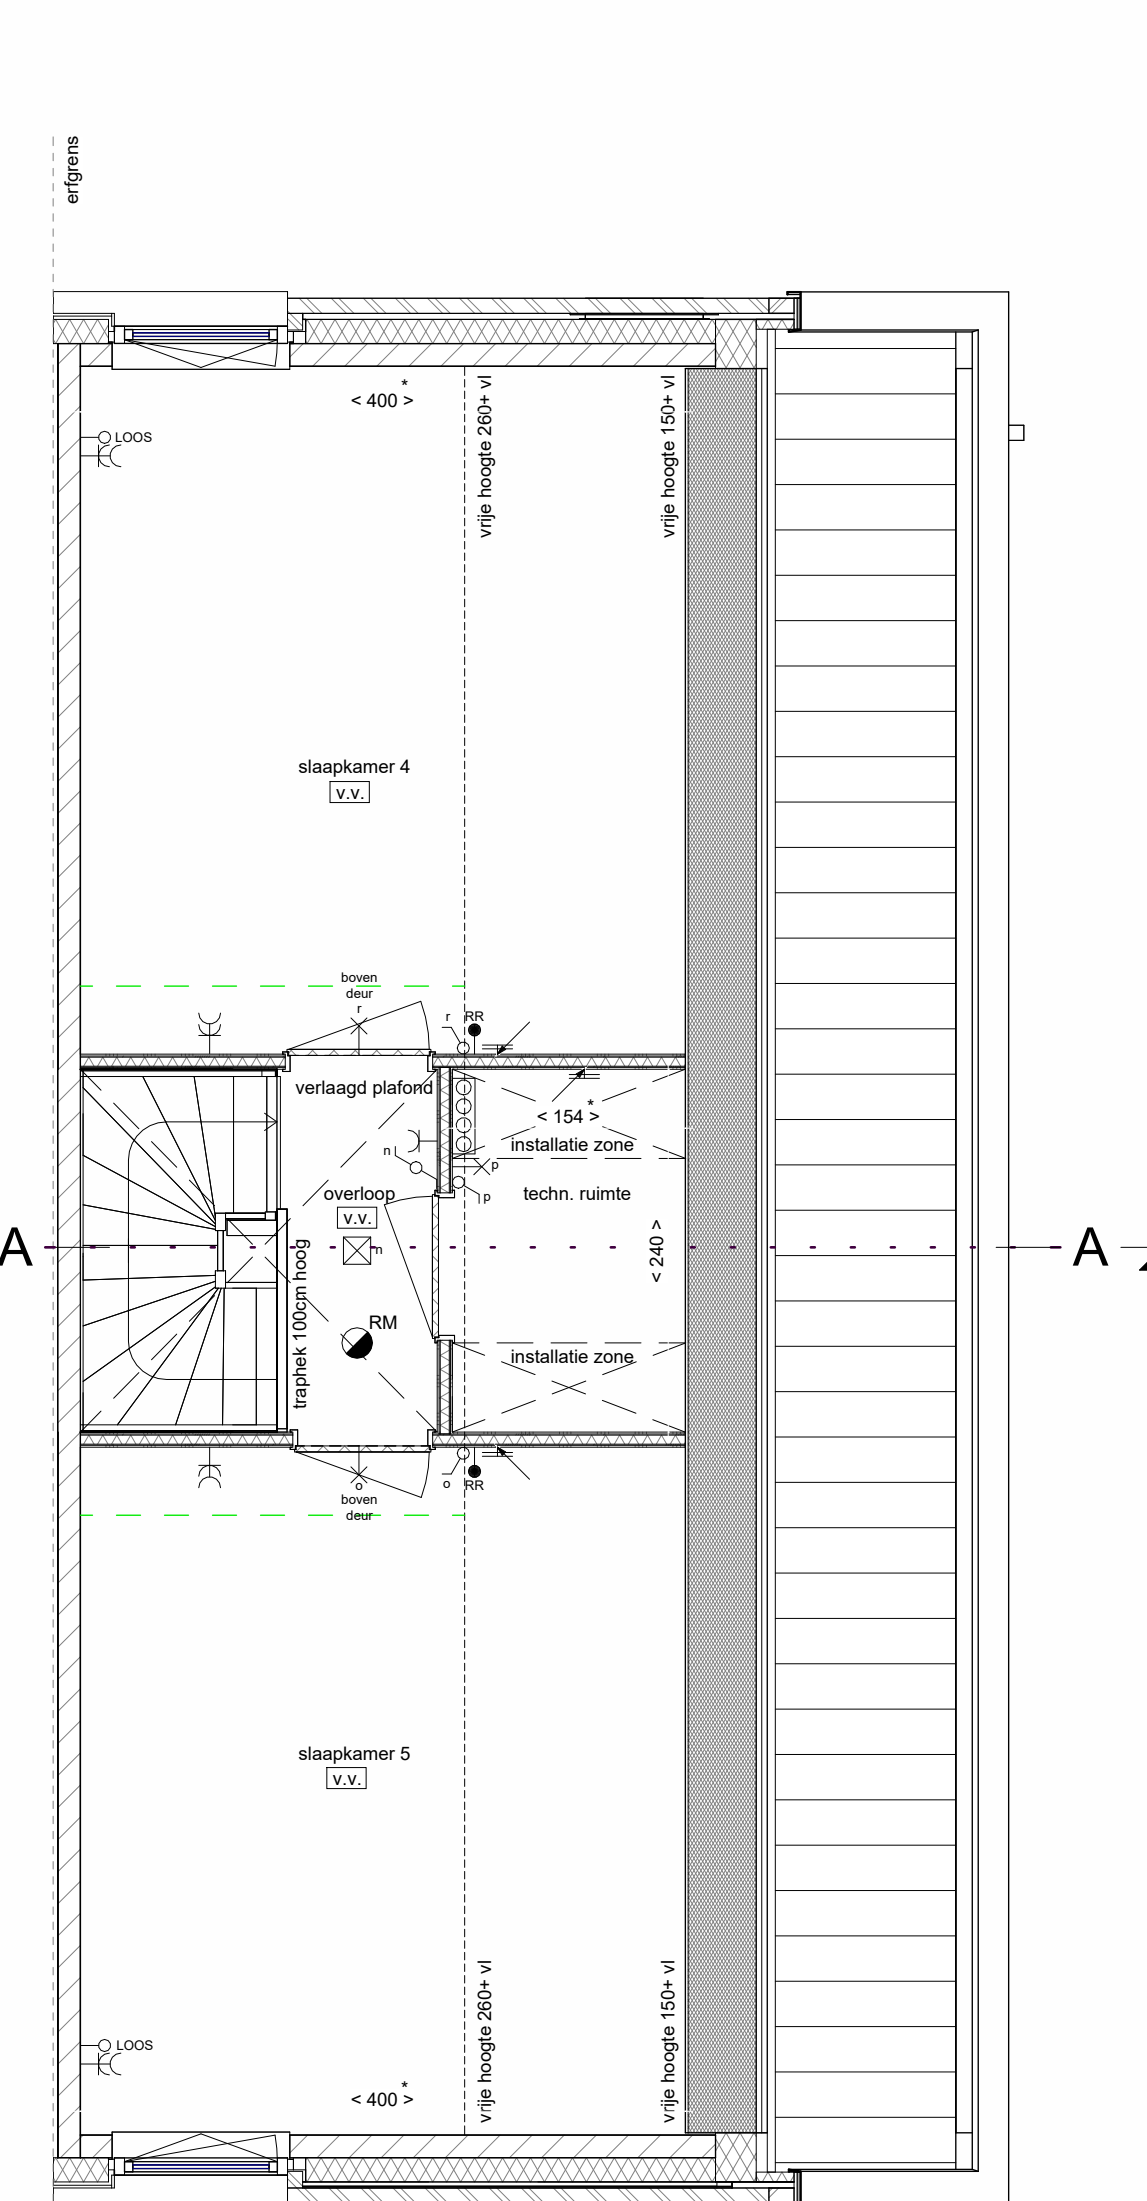 erfgrens
< 400 >
*
vrije hoogte 260+ vl
vrije hoogte 150+ vl
LOOS
slaapkamer 4
v.v.
boven
deur
r
r
RR
verlaagd plafond
< 154 >
*
installatie zone
n
p
p
overloop
techn. ruimte
v.v.
n
A
A
< 240 >
traphek 100cm hoog
RM
installatie zone
o
boven
deur
o
RR
slaapkamer 5
v.v.
vrije hoogte 260+ vl
vrije hoogte 150+ vl
LOOS
< 400 >
*